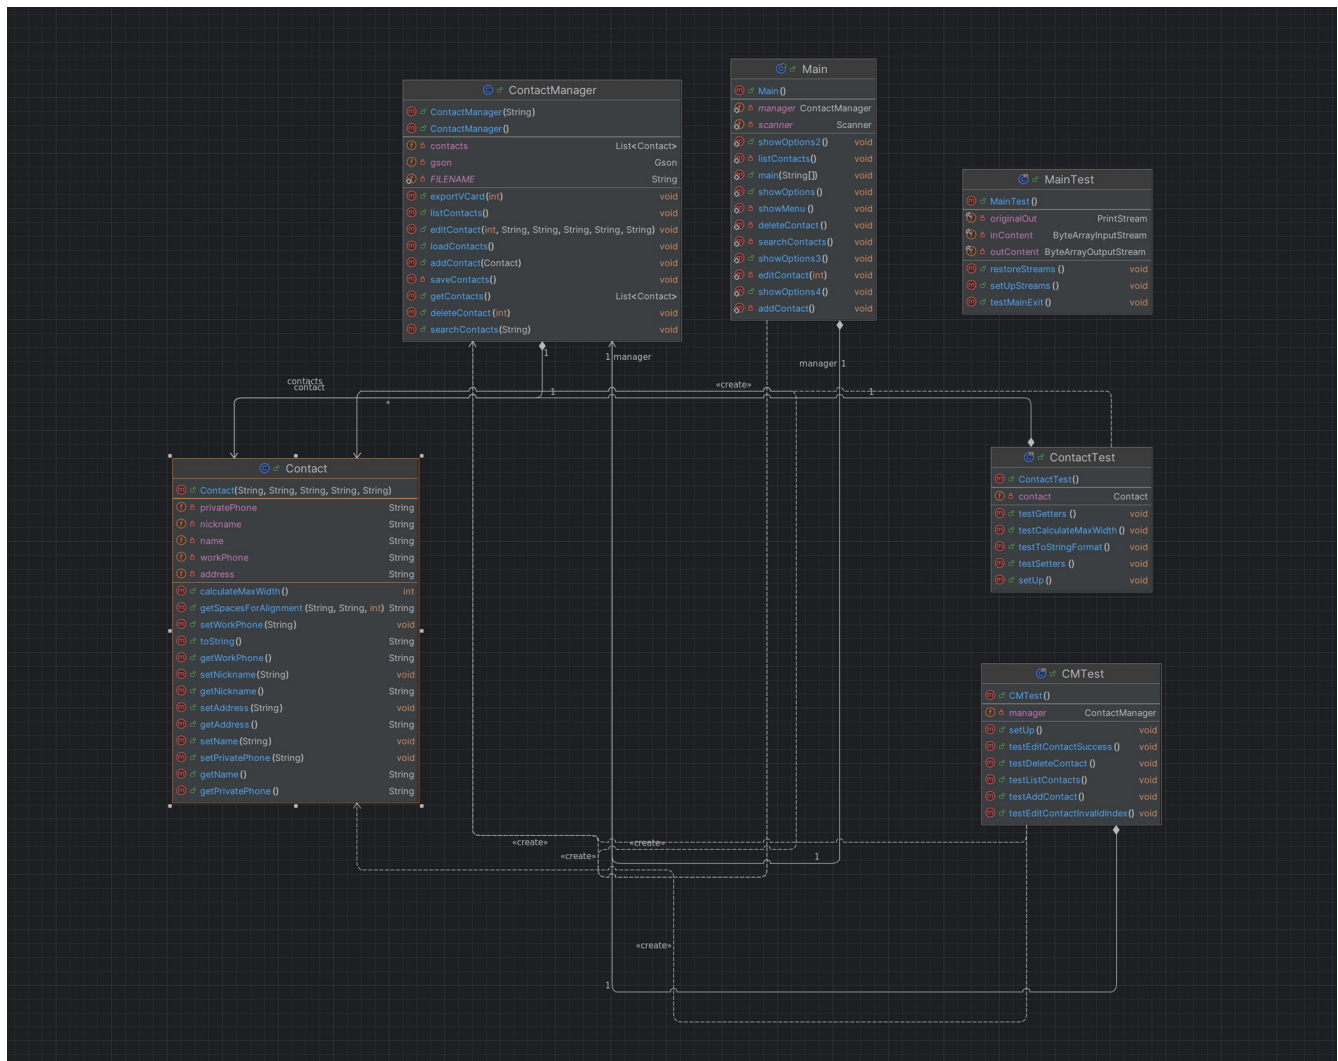 ContactManager
ContactManager(String)
ContactManager()
contacts List<Contact>
gson Gson
FILENAME String
exportVCard(int) void
listContacts() void
editContact(int, String, String, String, String, String) void
loadContacts() void
addContact(Contact) void
saveContacts() void
getContacts() List<Contact>
deleteContact (int) void
searchContacts(String) void
Main
Main()
manager ContactManager
scanner Scanner
showOptions2() void
listContacts() void
main(String[]) void
showOptions() void
showMenu () void
deleteContact() void
searchContacts() void
showOptions3() void
editContact(int) void
showOptions4() void
addContact() void
MainTest
MainTest()
originalOut PrintStream
inContent ByteArrayInputStream
outContent ByteArrayOutputStream
restoreStreams () void
setUpStreams () void
testMainExit() void
1
1 manager
manager 1
contacts
contact
*
1
«create»
1
Contact
Contact(String, String, String, String, String)
privatePhone String
nickname String
name String
workPhone String
address String
calculateMaxWidth() int
getSpacesForAlignment (String, String, int) String
setWorkPhone(String) void
toString() String
getWorkPhone () String
setNickname(String) void
getNickname() String
setAddress(String) void
getAddress () String
setName(String) void
setPrivatePhone (String) void
getName() String
getPrivatePhone () String
ContactTest
ContactTest()
contact Contact
testGetters () void
testCalculateMaxWidth () void
testToStringFormat() void
testSetters () void
setUp() void
CMTest
CMTest()
manager ContactManager
setUp () void
testEditContactSuccess () void
testDeleteContact () void
testListContacts() void
testAddContact() void
testEditContactInvalidIndex() void
«create»
«create»
«create»
1
«create»
1